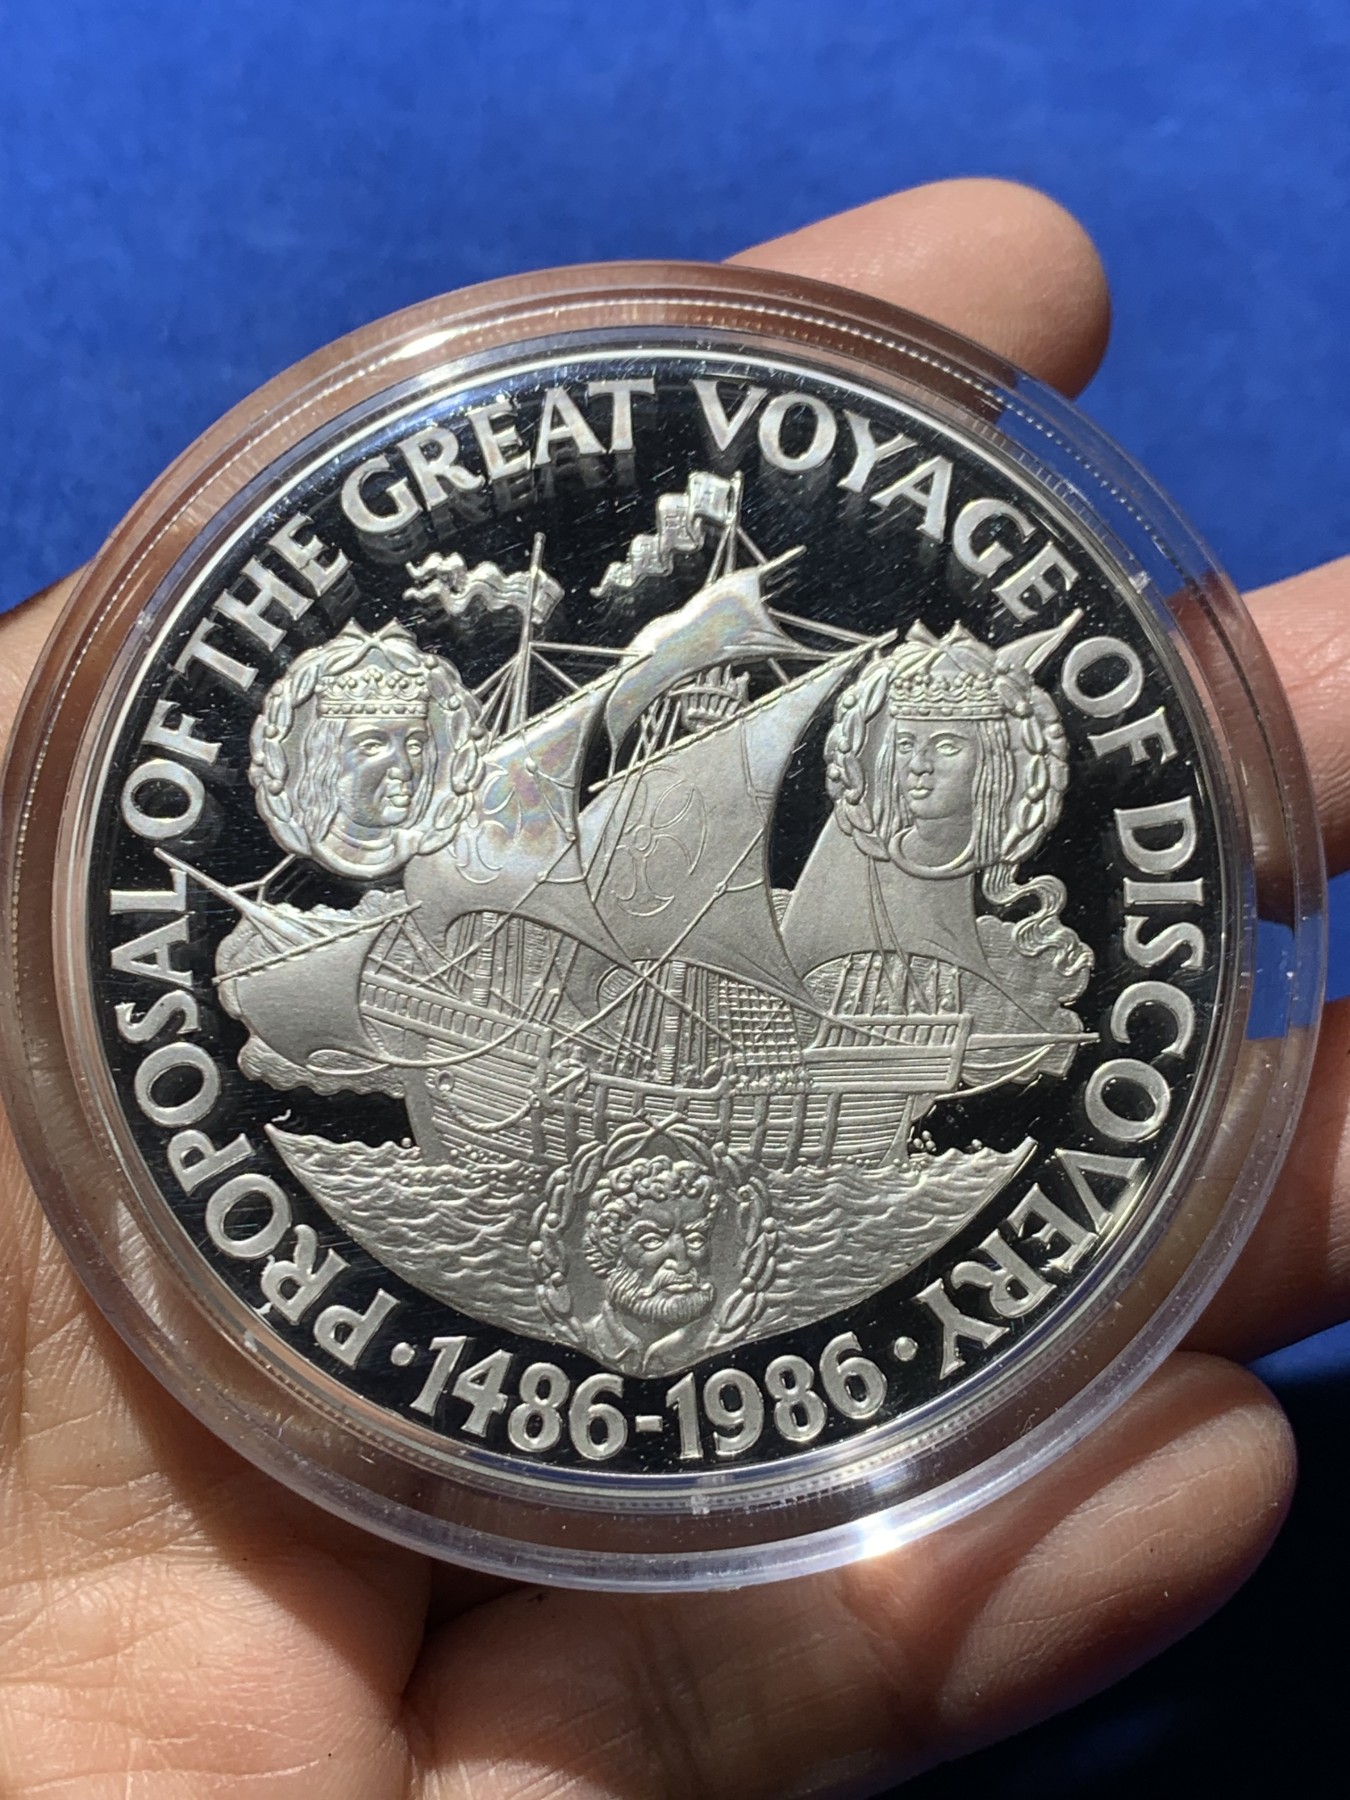 PROPOSAL OF THE GREAT VOYAGE OF DISCOVERY
· 1486-1986 ·